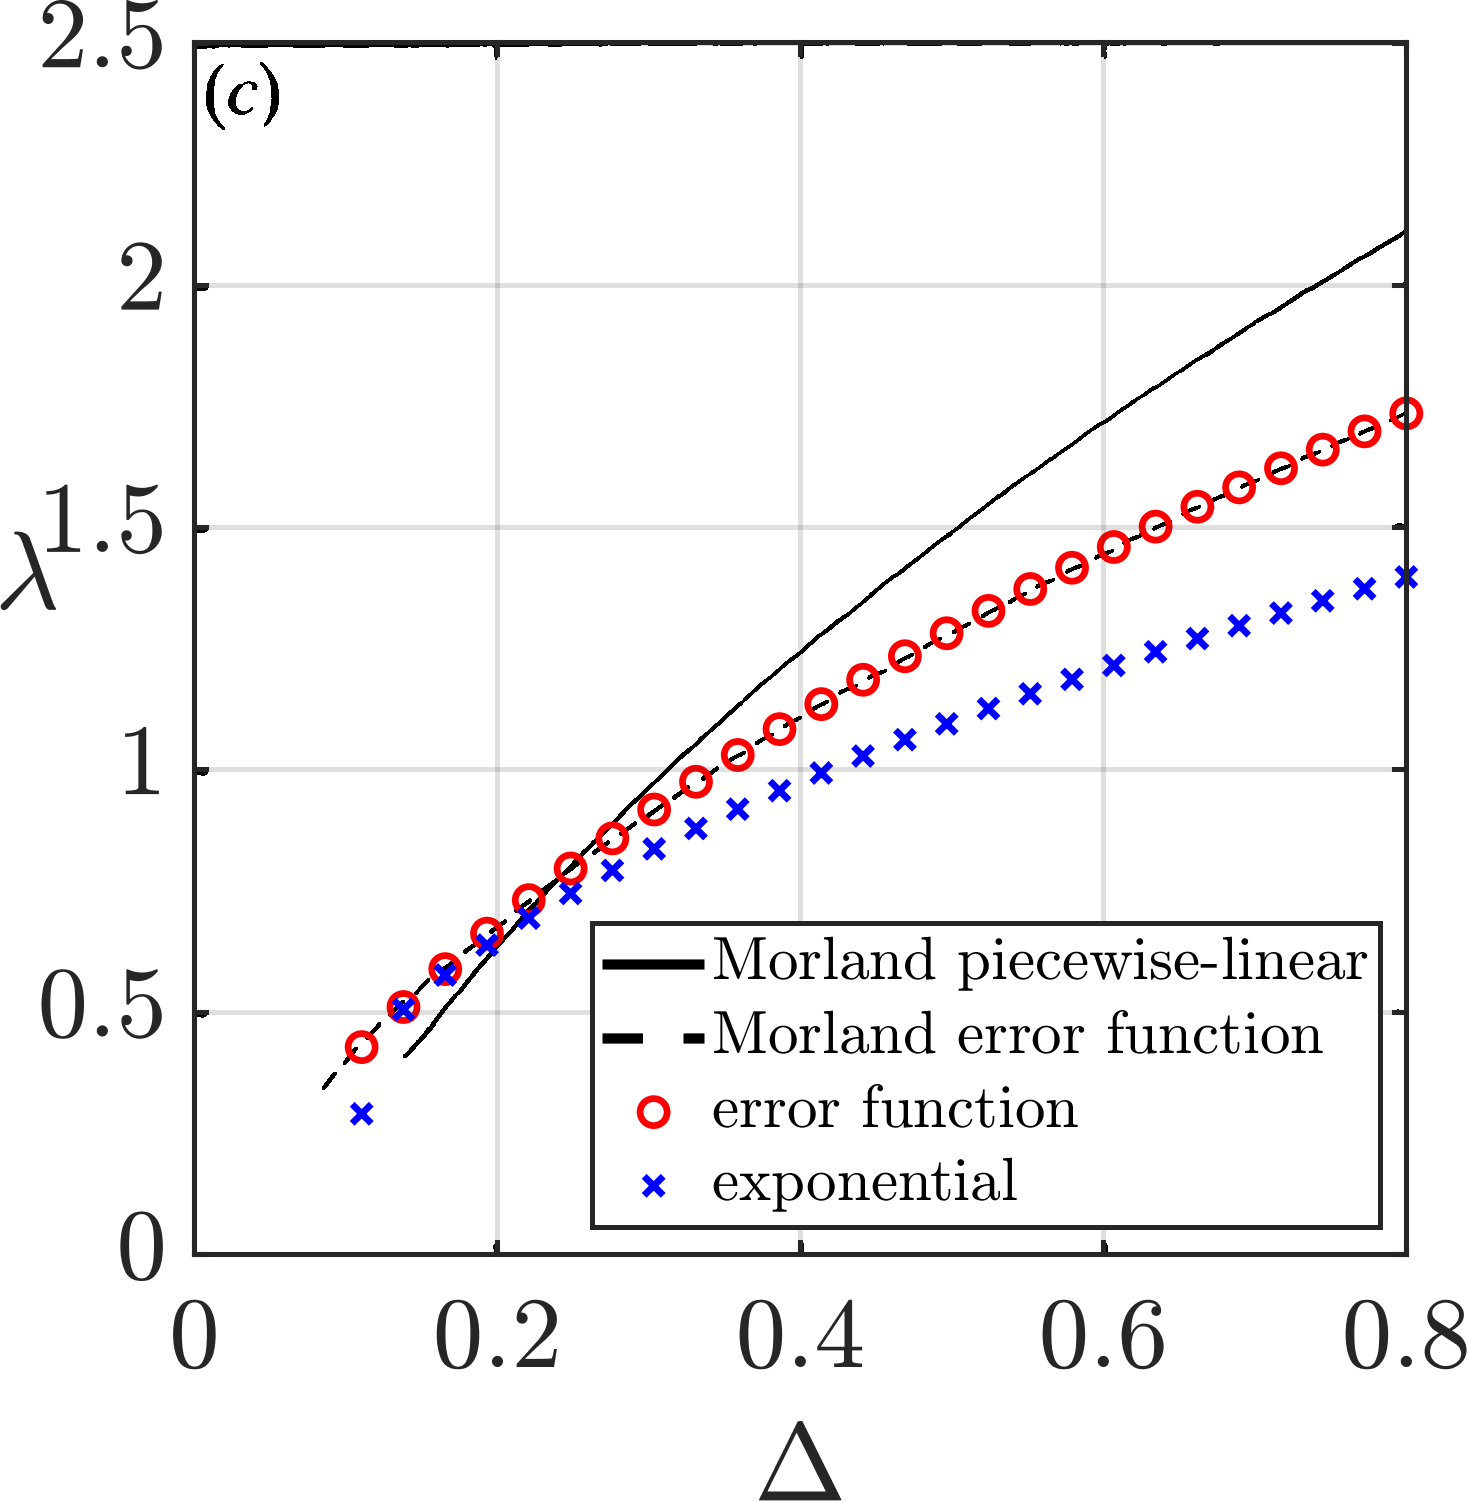 2.5
(c)
2
1.5
λ
1
0.5
0
Morland piecewise-linear
Morland error function
error function
exponential
0 0.2 0.4 0.6 0.8
Δ